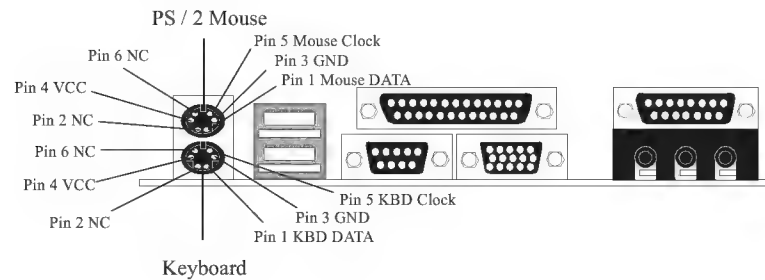 PS / 2 Mouse
Pin 5 Mouse Clock
Pin 6 NC
Pin 3 GND
Pin 4 VCC
Pin 1 Mouse DATA
Pin 2 NC
Pin 6 NC
Pin 4 VCC
Pin 5 KBD Clock
Pin 2 NC
Pin 3 GND
Pin 1 KBD DATA
Keyboard